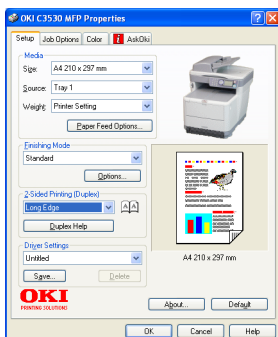 OKI C3530 MFP Properties
Setup Job Options Color AskOki
Media
Size: A4 210 x 297 mm
Source: Tray 1
Weight: Printer Setting
Paper Feed Options...
Finishing Mode
Standard
Options...
2-Sided Printing (Duplex)
Long Edge
Duplex Help
Driver Settings
Untitled
Save... Delete
A4 210 x 297 mm
OKI
PRINTING SOLUTIONS
About... Default
OK Cancel Help